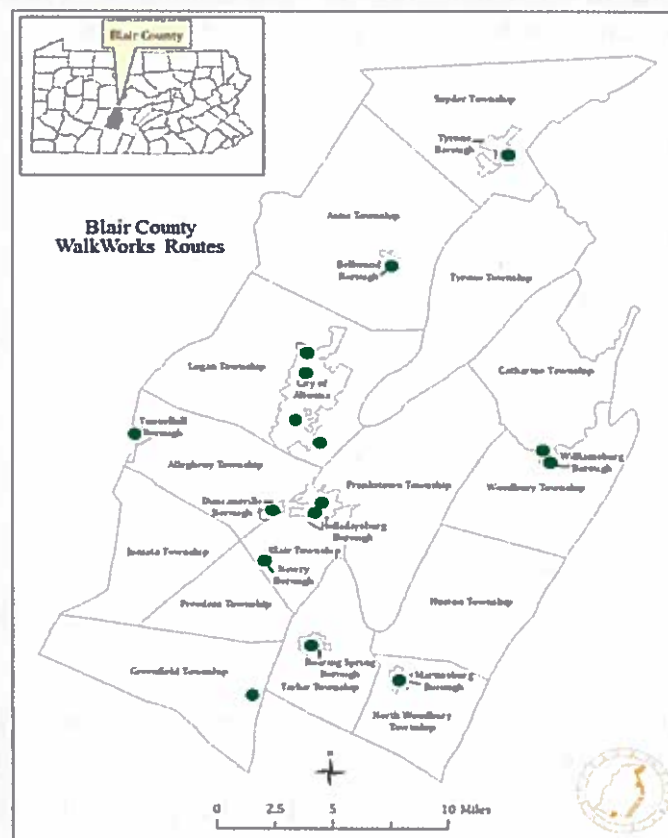 Blair County
Blair County
WalkWorks Routes
Snyder Township
Tyrone
Borough
Antis Township
Bellwood
Borough
Tyrone Township
Logan Township
City of
Altoona
Catharine Township
Tunnelhill
Borough
Allegheny Township
Williamsburg
Borough
Woodbury Township
Frankstown Township
Duncansville
Borough
Hollidaysburg
Borough
Juniata Township
Blair Township
Newry
Borough
Freedom Township
Huston Township
Greenfield Township
Roaring Spring
Borough
Taylor Township
Martinsburg
Borough
North Woodbury
Township
N
0 2.5 5 10 Miles